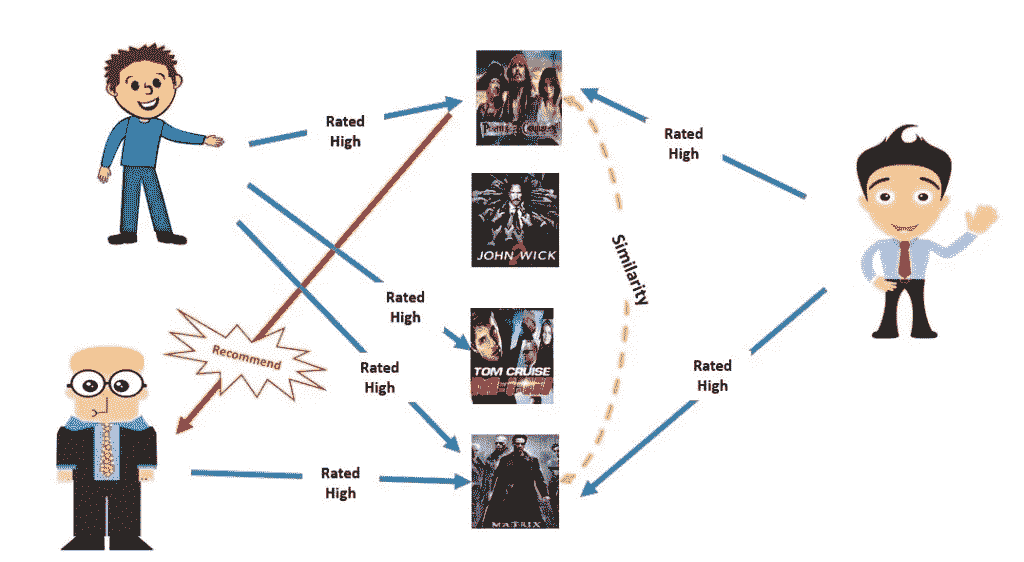 Rated
High
Rated
High
JOHN WICK
2
Similarity
Rated
High
Recommend
TOM CRUISE
Rated
High
Rated
High
Rated
High
MATRIX